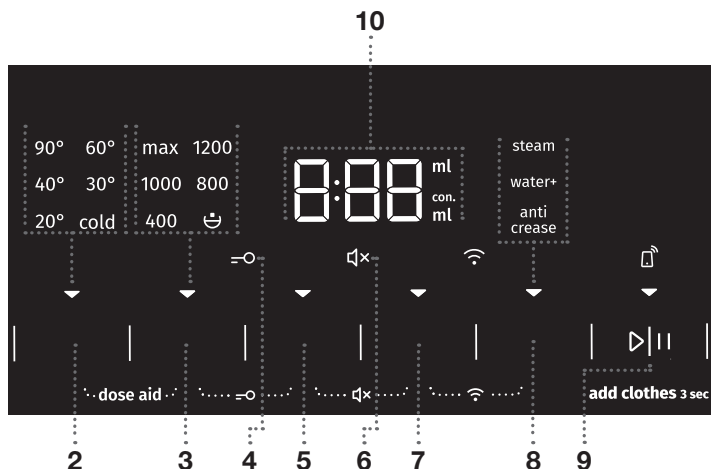 10
90° 60° max 1200 8:88 ml steam
40° 30° 1000 800 con. ml water+
20° cold 400 anti crease
dose aid
add clothes 3 sec
2 3 4 5 6 7 8 9